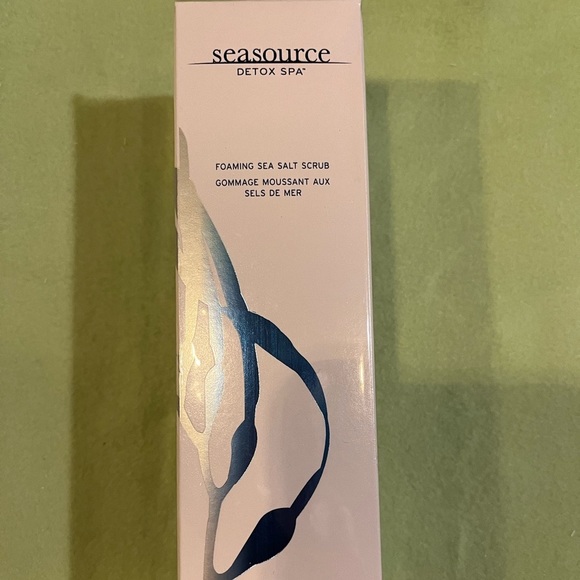 seasource
DETOX SPA™
FOAMING SEA SALT SCRUB
GOMMAGE MOUSSANT AUX
SELS DE MER